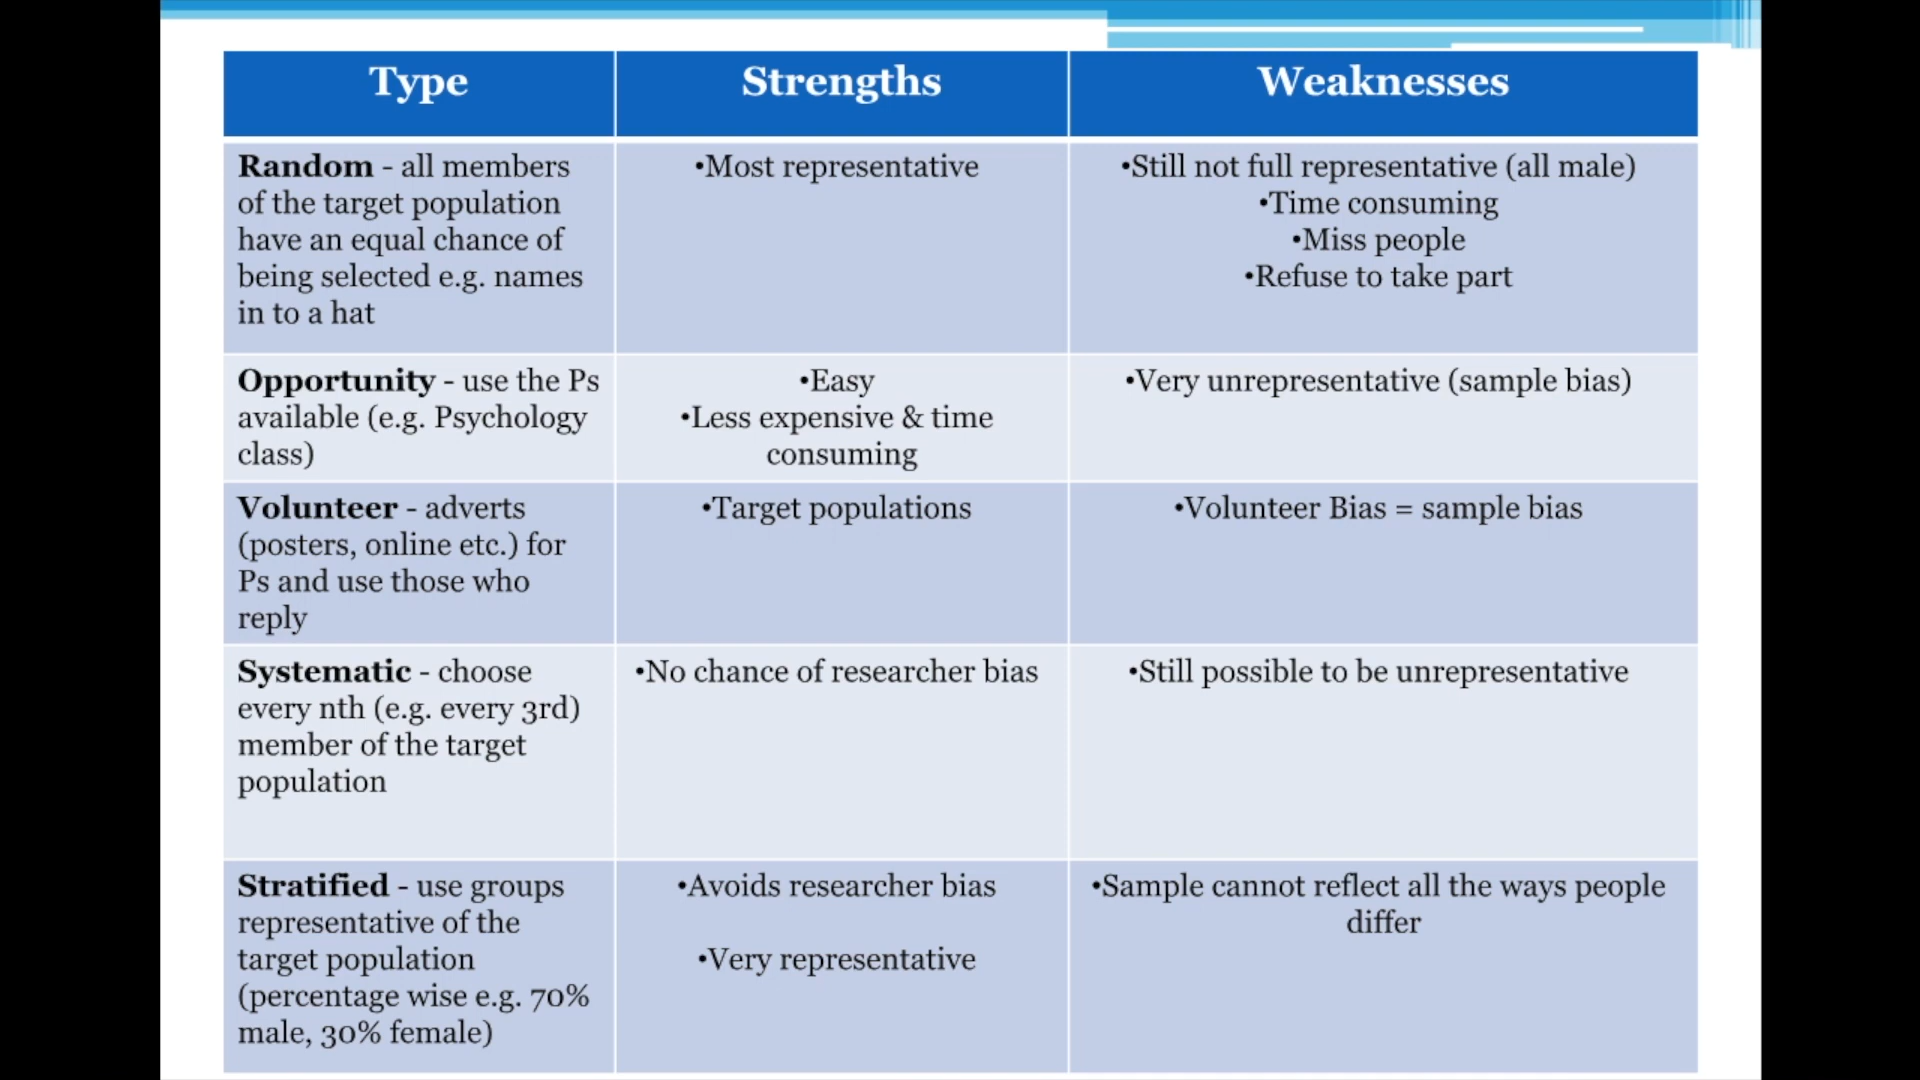 Type
Strengths
Weaknesses
Random - all members
of the target population
have an equal chance of
being selected e.g. names
in to a hat
•Most representative
•Still not full representative (all male)
•Time consuming
•Miss people
•Refuse to take part
Opportunity - use the Ps
available (e.g. Psychology
class)
•Easy
•Less expensive & time
consuming
•Very unrepresentative (sample bias)
Volunteer - adverts
(posters, online etc.) for
Ps and use those who
reply
•Target populations
•Volunteer Bias = sample bias
Systematic - choose
every nth (e.g. every 3rd)
member of the target
population
•No chance of researcher bias
•Still possible to be unrepresentative
Stratified - use groups
representative of the
target population
(percentage wise e.g. 70%
male, 30% female)
•Avoids researcher bias
•Very representative
•Sample cannot reflect all the ways people
differ